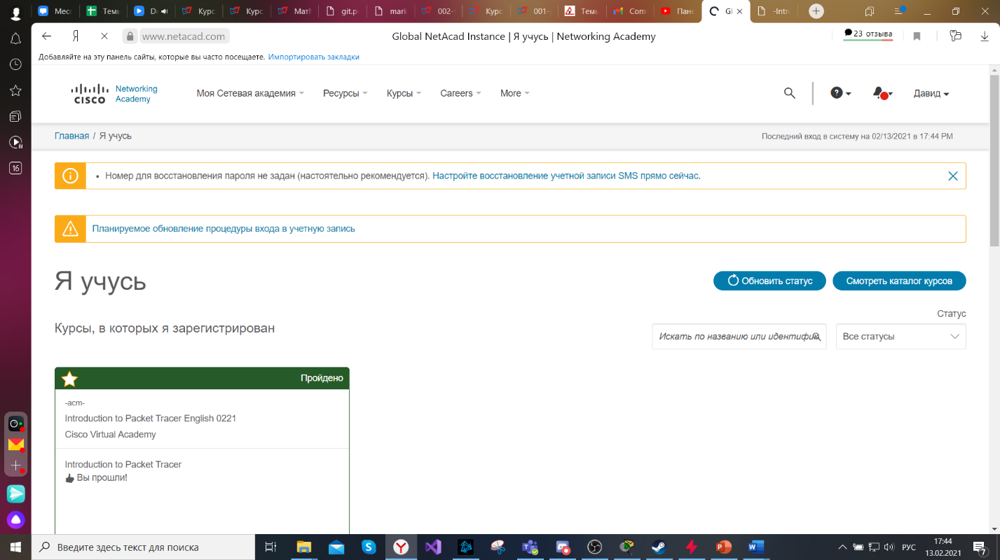 Месс
Темы
Dе
Курс
Курс
Матм
git.po
mark
002-
Курс
001-
Темы
Com
Пане
Gl
-Intro
www.netacad.com
Global NetAcad Instance | Я учусь | Networking Academy
23 отзыва
Добавляйте на эту панель сайты, которые вы часто посещаете. Импортировать закладки
CISCO
Networking
Academy
Моя Сетевая академия
Ресурсы
Курсы
Careers
More
Давид
Главная / Я учусь
Последний вход в систему на 02/13/2021 в 17:44 PM
16
• Номер для восстановления пароля не задан (настоятельно рекомендуется). Настройте восстановление учетной записи SMS прямо сейчас.
Планируемое обновление процедуры входа в учетную запись
Я учусь
Обновить статус
Смотреть каталог курсов
Статус
Курсы, в которых я зарегистрирован
Искать по названию или идентифик
Все статусы
Пройдено
-acm-
Introduction to Packet Tracer English 0221
Cisco Virtual Academy
Introduction to Packet Tracer
Вы прошли!
Введите здесь текст для поиска
РУС
17:44
13.02.2021
7